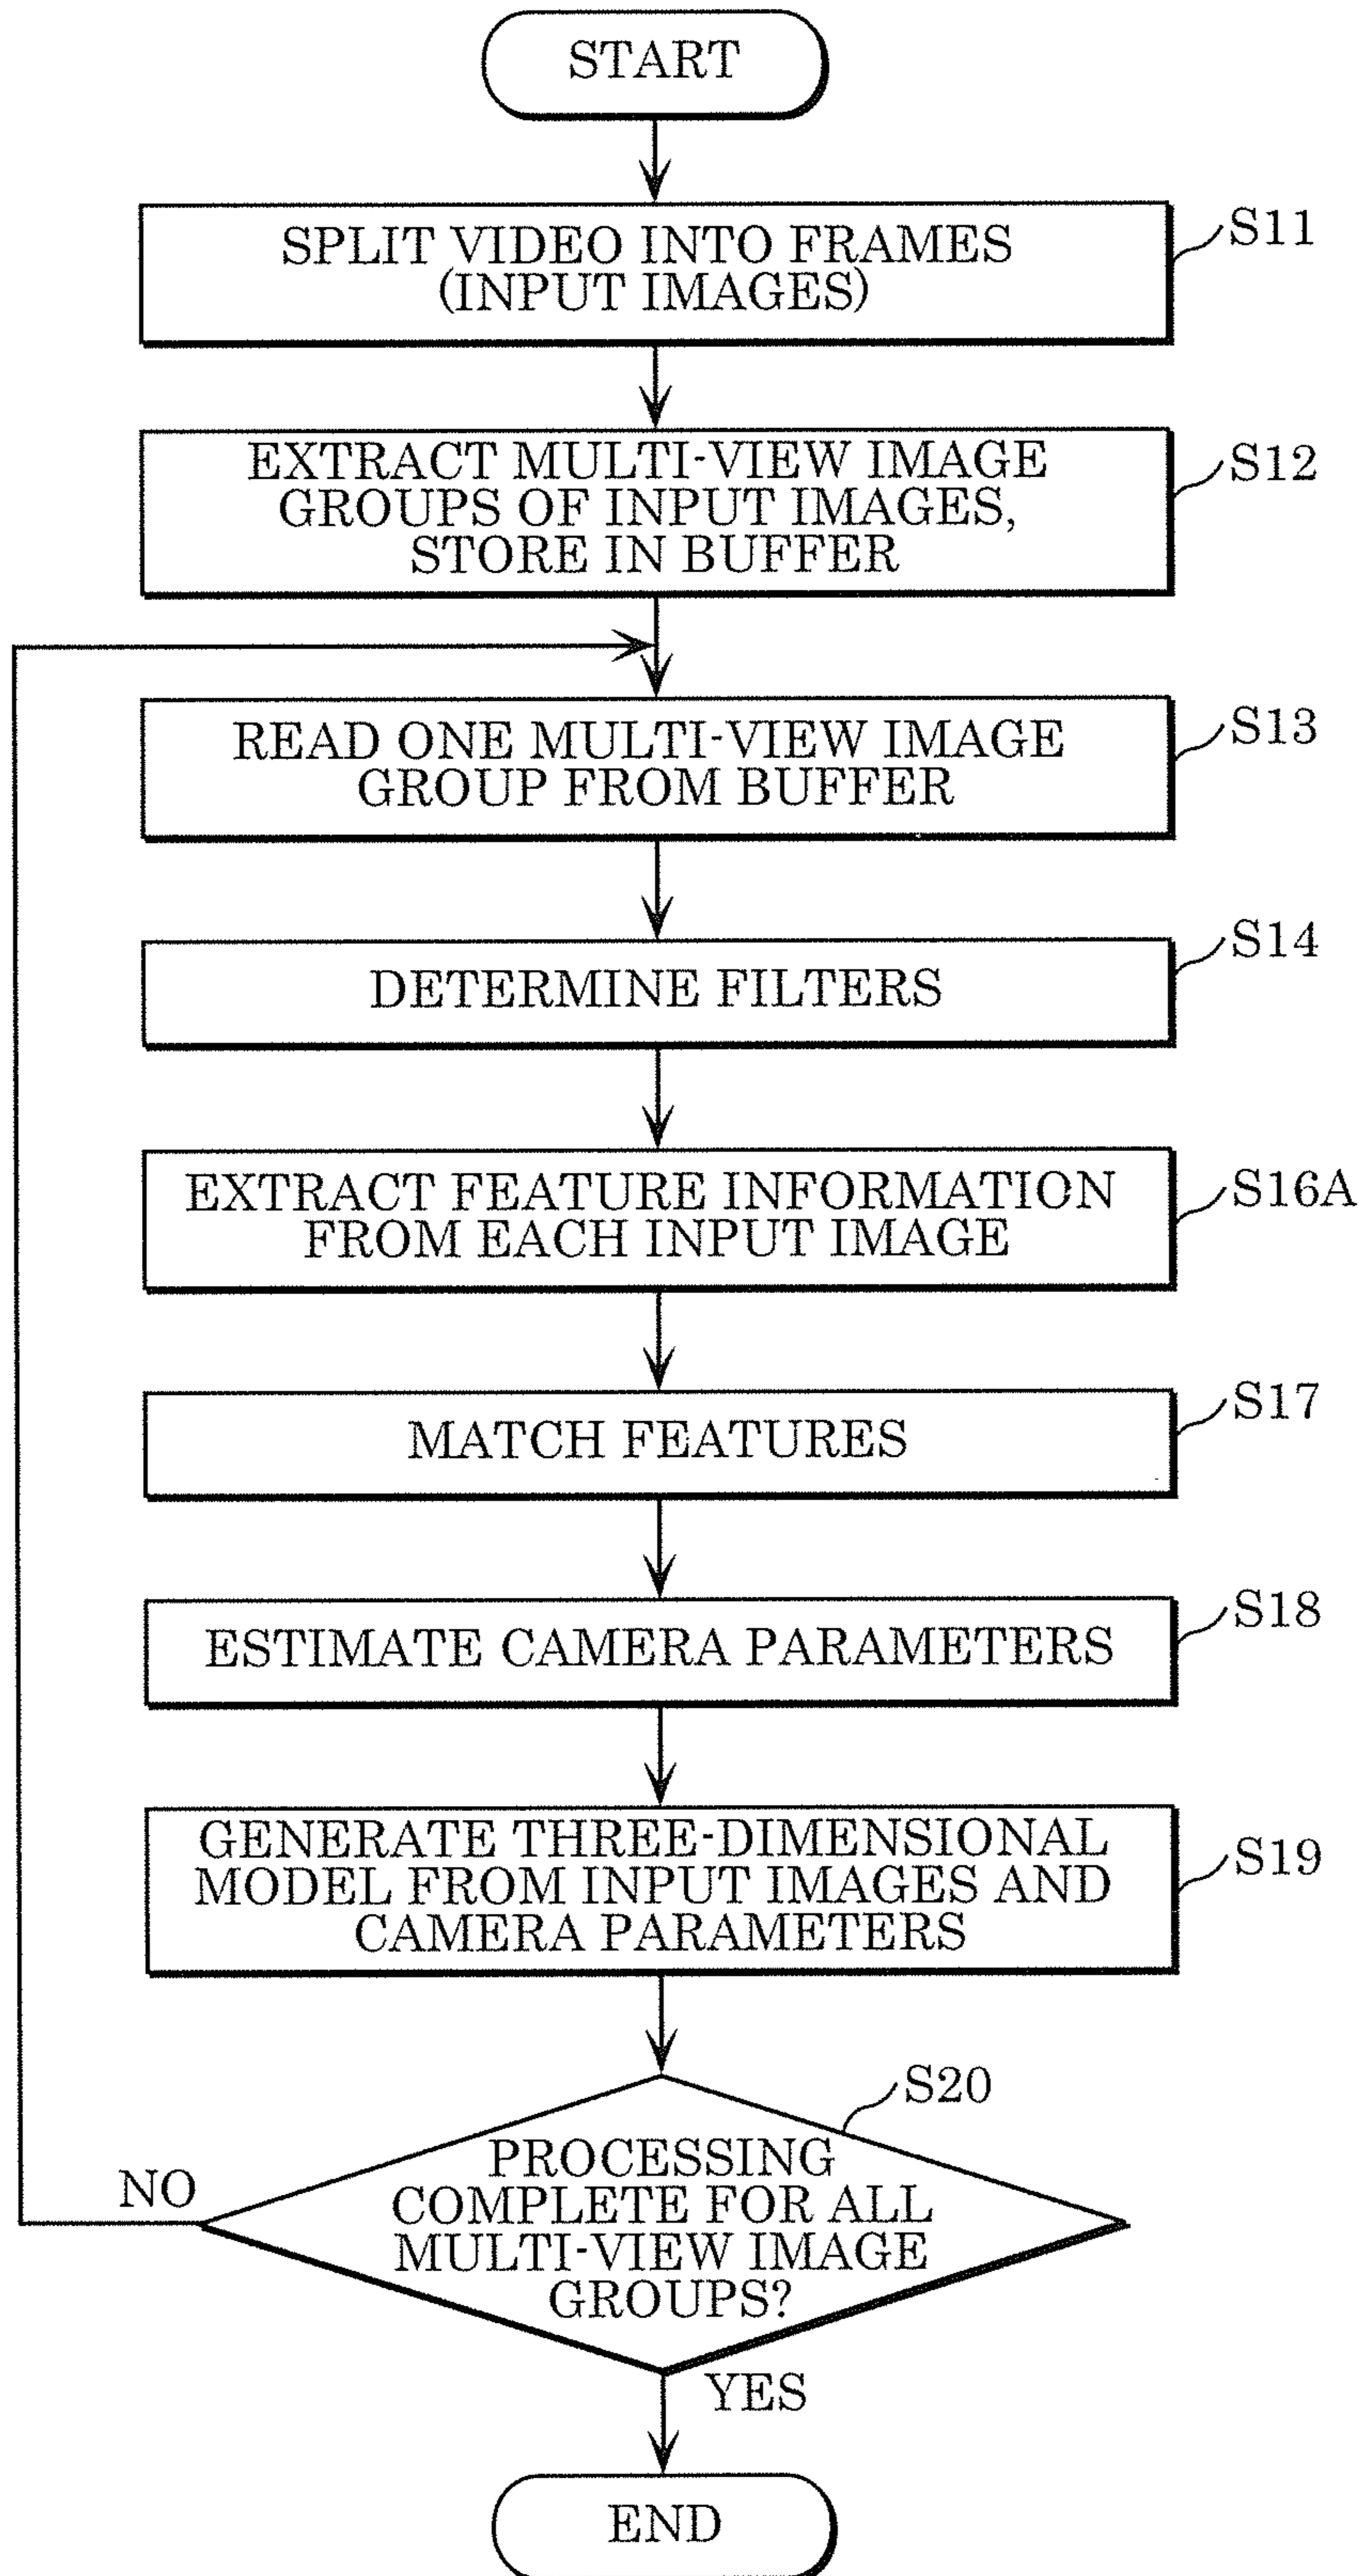 START
SPLIT VIDEO INTO FRAMES
(INPUT IMAGES)
S11
EXTRACT MULTI-VIEW IMAGE
GROUPS OF INPUT IMAGES,
STORE IN BUFFER
S12
READ ONE MULTI-VIEW IMAGE
GROUP FROM BUFFER
S13
DETERMINE FILTERS
S14
EXTRACT FEATURE INFORMATION
FROM EACH INPUT IMAGE
S16A
MATCH FEATURES
S17
ESTIMATE CAMERA PARAMETERS
S18
GENERATE THREE-DIMENSIONAL
MODEL FROM INPUT IMAGES AND
CAMERA PARAMETERS
S19
S20
PROCESSING
COMPLETE FOR ALL
MULTI-VIEW IMAGE
GROUPS?
NO
YES
END